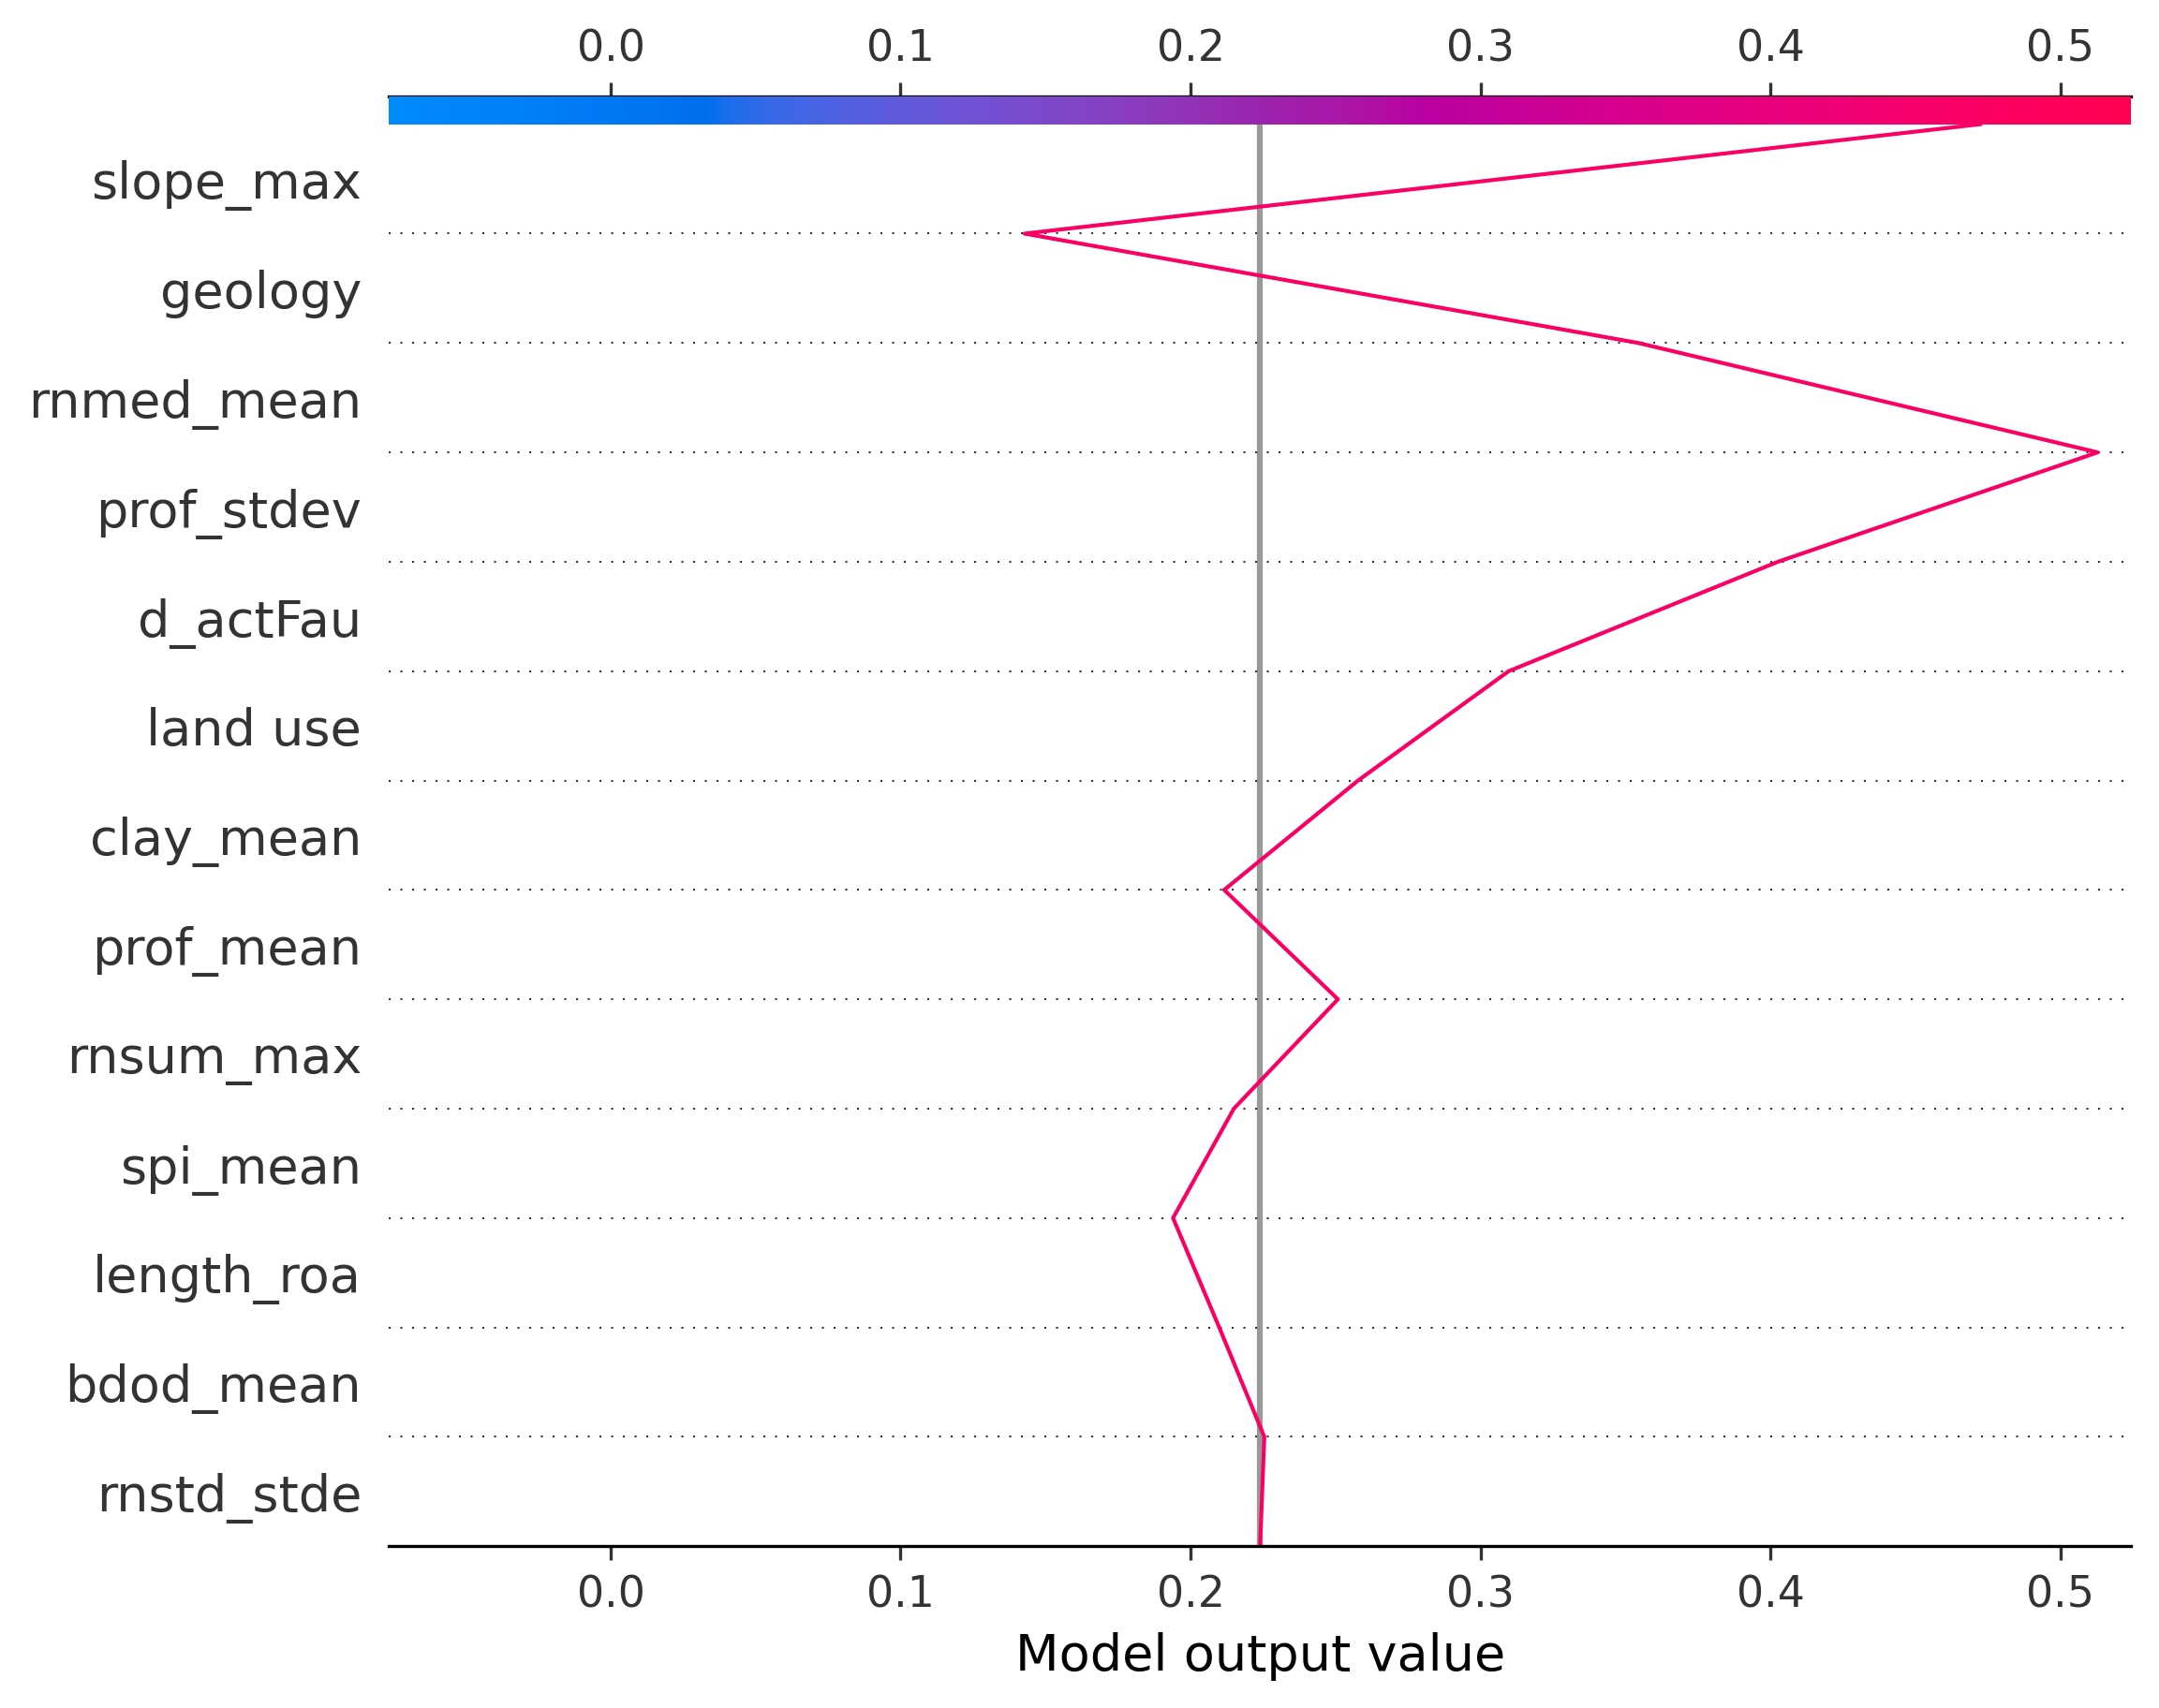 0.0 0.1 0.2 0.3 0.4 0.5
slope_max
geology
rnmed_mean
prof_stdev
d_actFau
land use
clay_mean
prof_mean
rnsum_max
spi_mean
length_roa
bdod_mean
rnstd_stde
0.0 0.1 0.2 0.3 0.4 0.5
Model output value